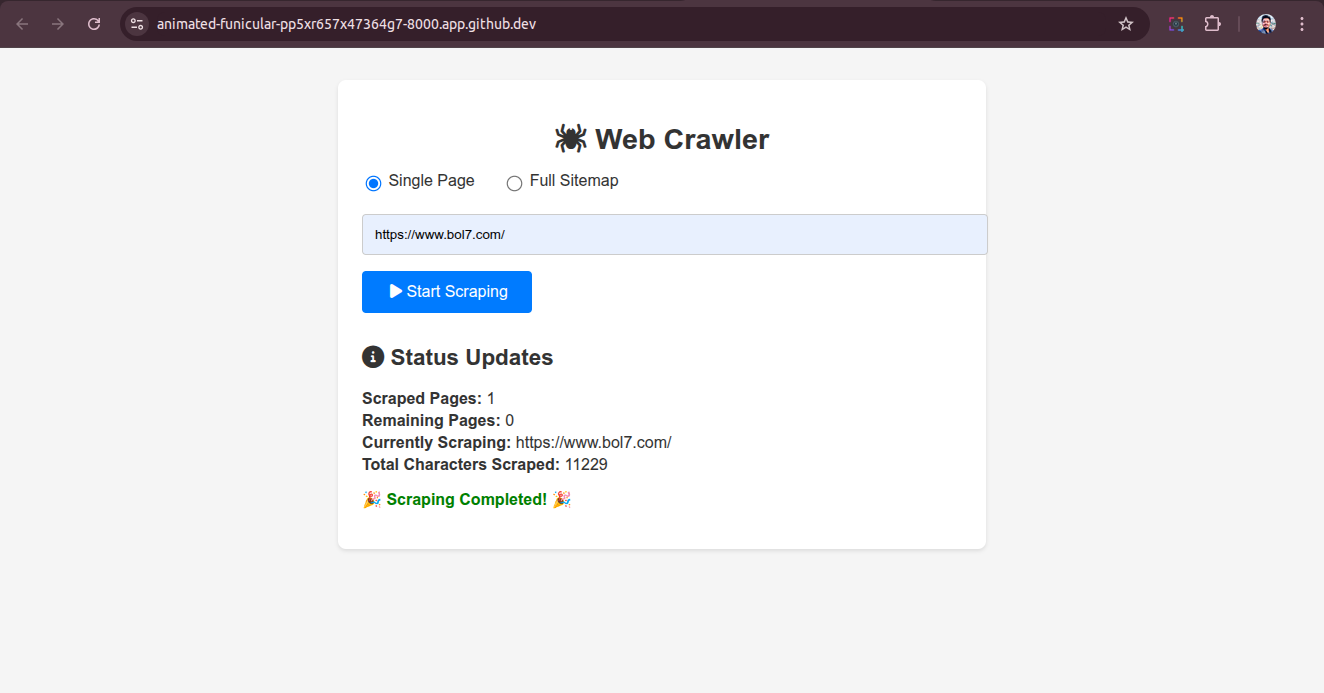 animated-funicular-pp5xr657x47364g7-8000.app.github.dev
Web Crawler
Single Page Full Sitemap
https://www.bol7.com/
Start Scraping
Status Updates
Scraped Pages: 1
Remaining Pages: 0
Currently Scraping: https://www.bol7.com/
Total Characters Scraped: 11229
🎉 Scraping Completed! 🎉